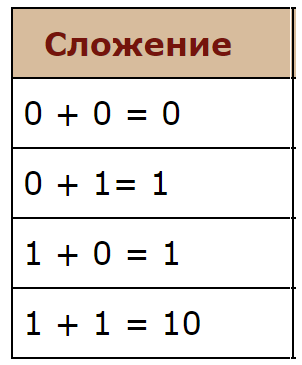 Сложение
0 + 0 = 0
0 + 1= 1
1 + 0 = 1
1 + 1 = 10